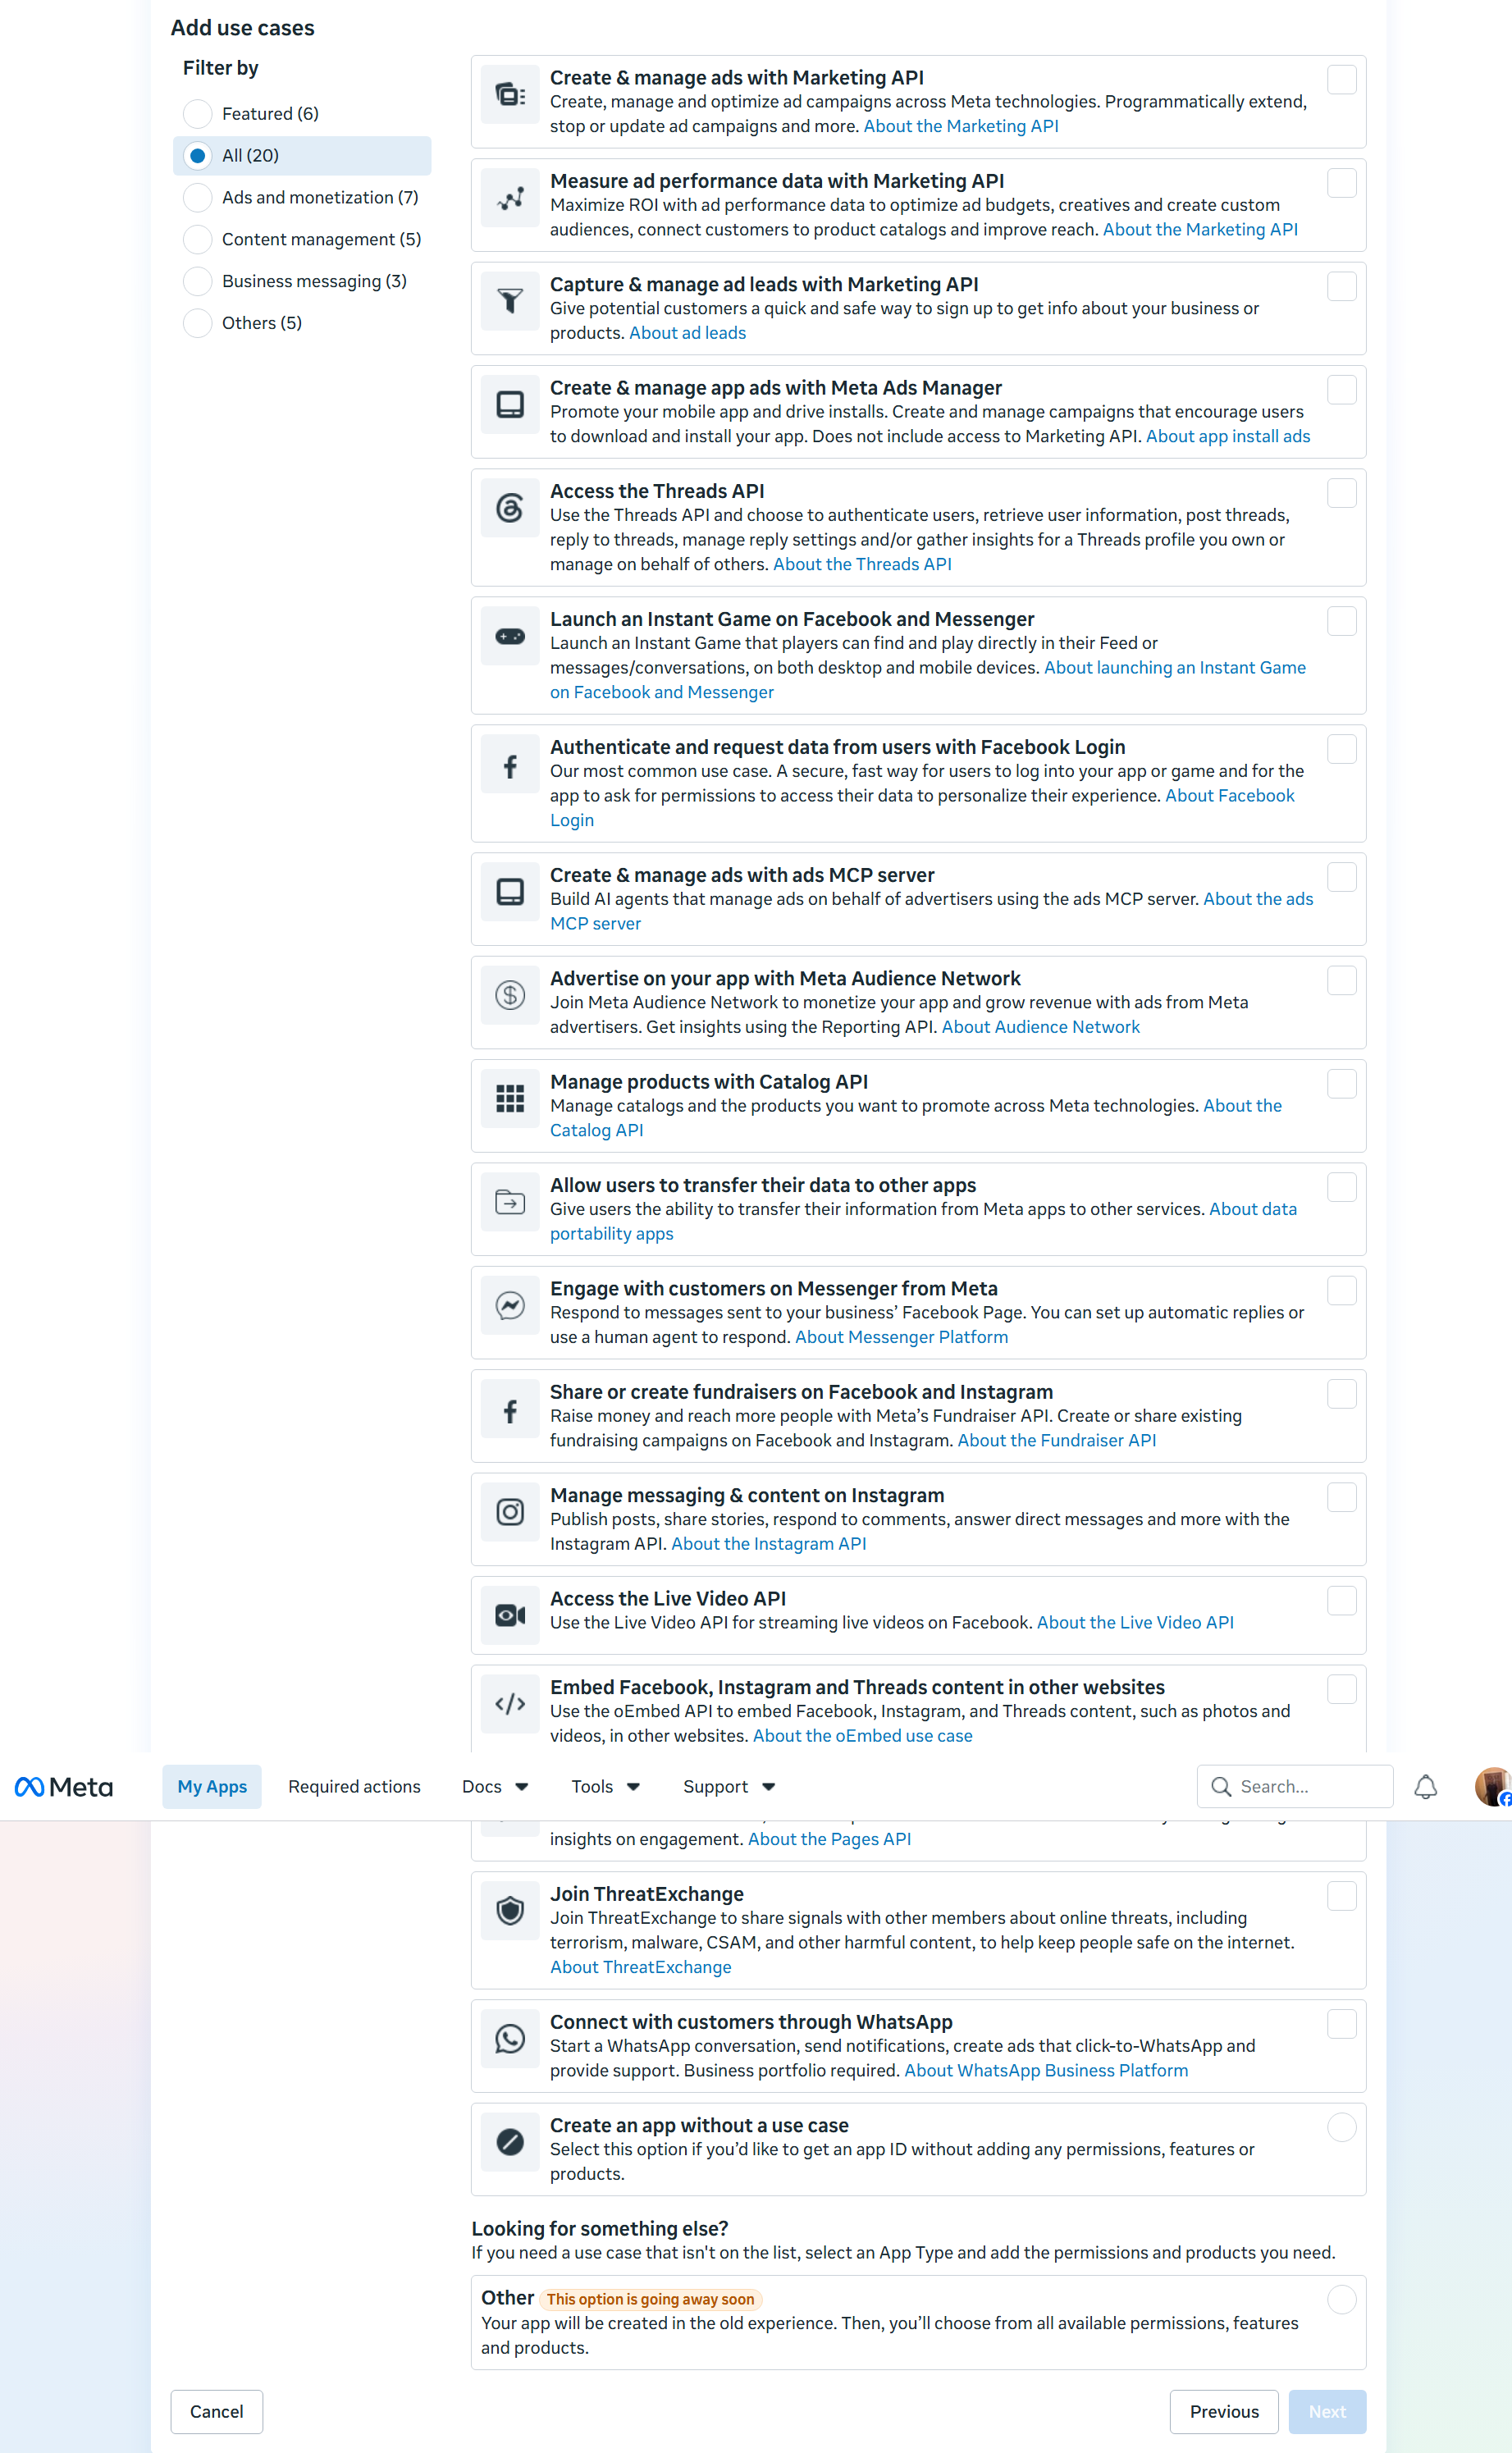 Add use cases
Filter by
Featured (6)
All (20)
Ads and monetization (7)
Content management (5)
Business messaging (3)
Others (5)
Create & manage ads with Marketing API
Create, manage and optimize ad campaigns across Meta technologies. Programmatically extend,
stop or update ad campaigns and more. About the Marketing API
Measure ad performance data with Marketing API
Maximize ROI with ad performance data to optimize ad budgets, creatives and create custom
audiences, connect customers to product catalogs and improve reach. About the Marketing API
Capture & manage ad leads with Marketing API
Give potential customers a quick and safe way to sign up to get info about your business or
products. About ad leads
Create & manage app ads with Meta Ads Manager
Promote your mobile app and drive installs. Create and manage campaigns that encourage users
to download and install your app. Does not include access to Marketing API. About app install ads
Access the Threads API
Use the Threads API and choose to authenticate users, retrieve user information, post threads,
reply to threads, manage reply settings and/or gather insights for a Threads profile you own or
manage on behalf of others. About the Threads API
Launch an Instant Game on Facebook and Messenger
Launch an Instant Game that players can find and play directly in their Feed or
messages/conversations, on both desktop and mobile devices. About launching an Instant Game
on Facebook and Messenger
Authenticate and request data from users with Facebook Login
Our most common use case. A secure, fast way for users to log into your app or game and for the
app to ask for permissions to access their data to personalize their experience. About Facebook
Login
Create & manage ads with ads MCP server
Build AI agents that manage ads on behalf of advertisers using the ads MCP server. About the ads
MCP server
Advertise on your app with Meta Audience Network
Join Meta Audience Network to monetize your app and grow revenue with ads from Meta
advertisers. Get insights using the Reporting API. About Audience Network
Manage products with Catalog API
Manage catalogs and the products you want to promote across Meta technologies. About the
Catalog API
Allow users to transfer their data to other apps
Give users the ability to transfer their information from Meta apps to other services. About data
portability apps
Engage with customers on Messenger from Meta
Respond to messages sent to your business’ Facebook Page. You can set up automatic replies or
use a human agent to respond. About Messenger Platform
Share or create fundraisers on Facebook and Instagram
Raise money and reach more people with Meta’s Fundraiser API. Create or share existing
fundraising campaigns on Facebook and Instagram. About the Fundraiser API
Manage messaging & content on Instagram
Publish posts, share stories, respond to comments, answer direct messages and more with the
Instagram API. About the Instagram API
Access the Live Video API
Use the Live Video API for streaming live videos on Facebook. About the Live Video API
Embed Facebook, Instagram and Threads content in other websites
Use the oEmbed API to embed Facebook, Instagram, and Threads content, such as photos and
videos, in other websites. About the oEmbed use case
Meta
My Apps
Required actions
Docs
Tools
Support
Search...
insights on engagement. About the Pages API
Join ThreatExchange
Join ThreatExchange to share signals with other members about online threats, including
terrorism, malware, CSAM, and other harmful content, to help keep people safe on the internet.
About ThreatExchange
Connect with customers through WhatsApp
Start a WhatsApp conversation, send notifications, create ads that click-to-WhatsApp and
provide support. Business portfolio required. About WhatsApp Business Platform
Create an app without a use case
Select this option if you’d like to get an app ID without adding any permissions, features or
products.
Looking for something else?
If you need a use case that isn't on the list, select an App Type and add the permissions and products you need.
Other This option is going away soon
Your app will be created in the old experience. Then, you’ll choose from all available permissions, features
and products.
Cancel
Previous
Next